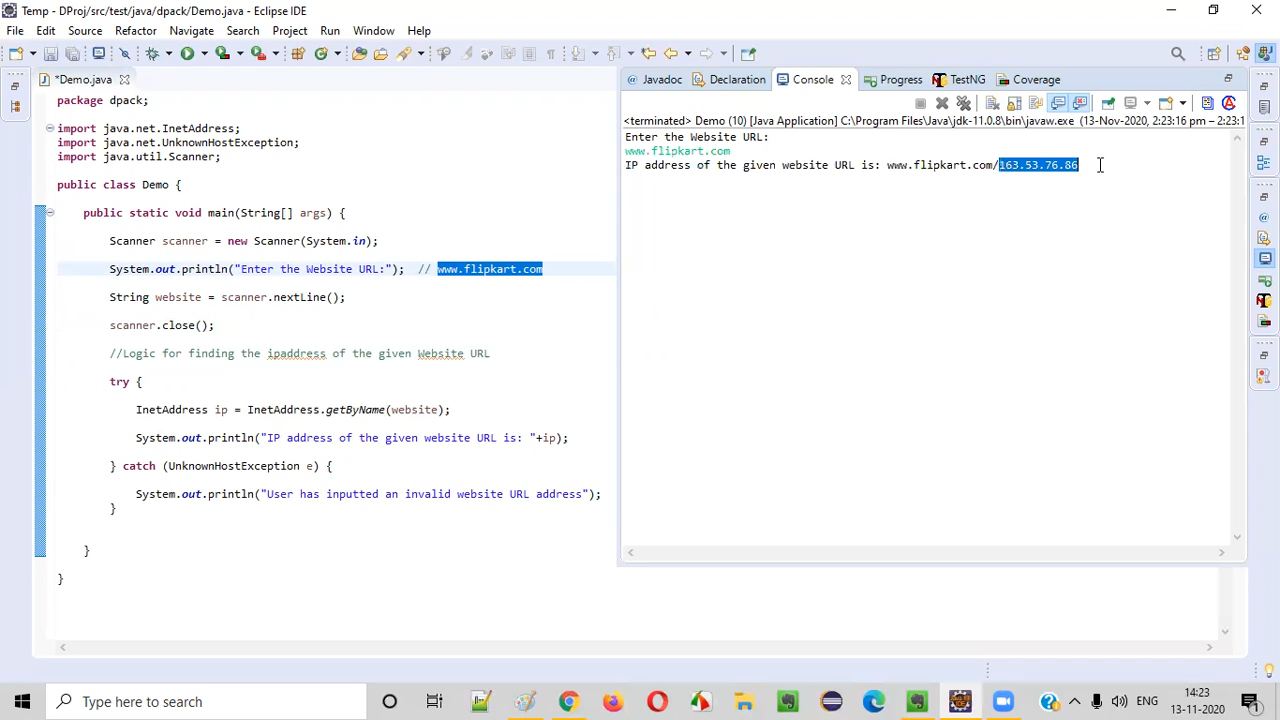 Temp - DProj/src/test/java/dpack/Demo.java - Eclipse IDE
File Edit Source Refactor Navigate Search Project Run Window Help
*Demo.java
Javadoc Declaration Console Progress TestNG Coverage
package dpack;
import java.net.InetAddress;
import java.net.UnknownHostException;
import java.util.Scanner;
public class Demo {
public static void main(String[] args) {
Scanner scanner = new Scanner(System.in);
System.out.println("Enter the Website URL:"); // www.flipkart.com
String website = scanner.nextLine();
scanner.close();
//Logic for finding the ipaddress of the given Website URL
try {
InetAddress ip = InetAddress.getByName(website);
System.out.println("IP address of the given website URL is: "+ip);
} catch (UnknownHostException e) {
System.out.println("User has inputted an invalid website URL address");
}
}
}
<terminated> Demo (10) [Java Application] C:\Program Files\Java\jdk-11.0.8\bin\javaw.exe (13-Nov-2020, 2:23:16 pm – 2:23:1
Enter the Website URL:
www.flipkart.com
IP address of the given website URL is: www.flipkart.com/163.53.76.86
Type here to search
ENG
14:23
13-11-2020